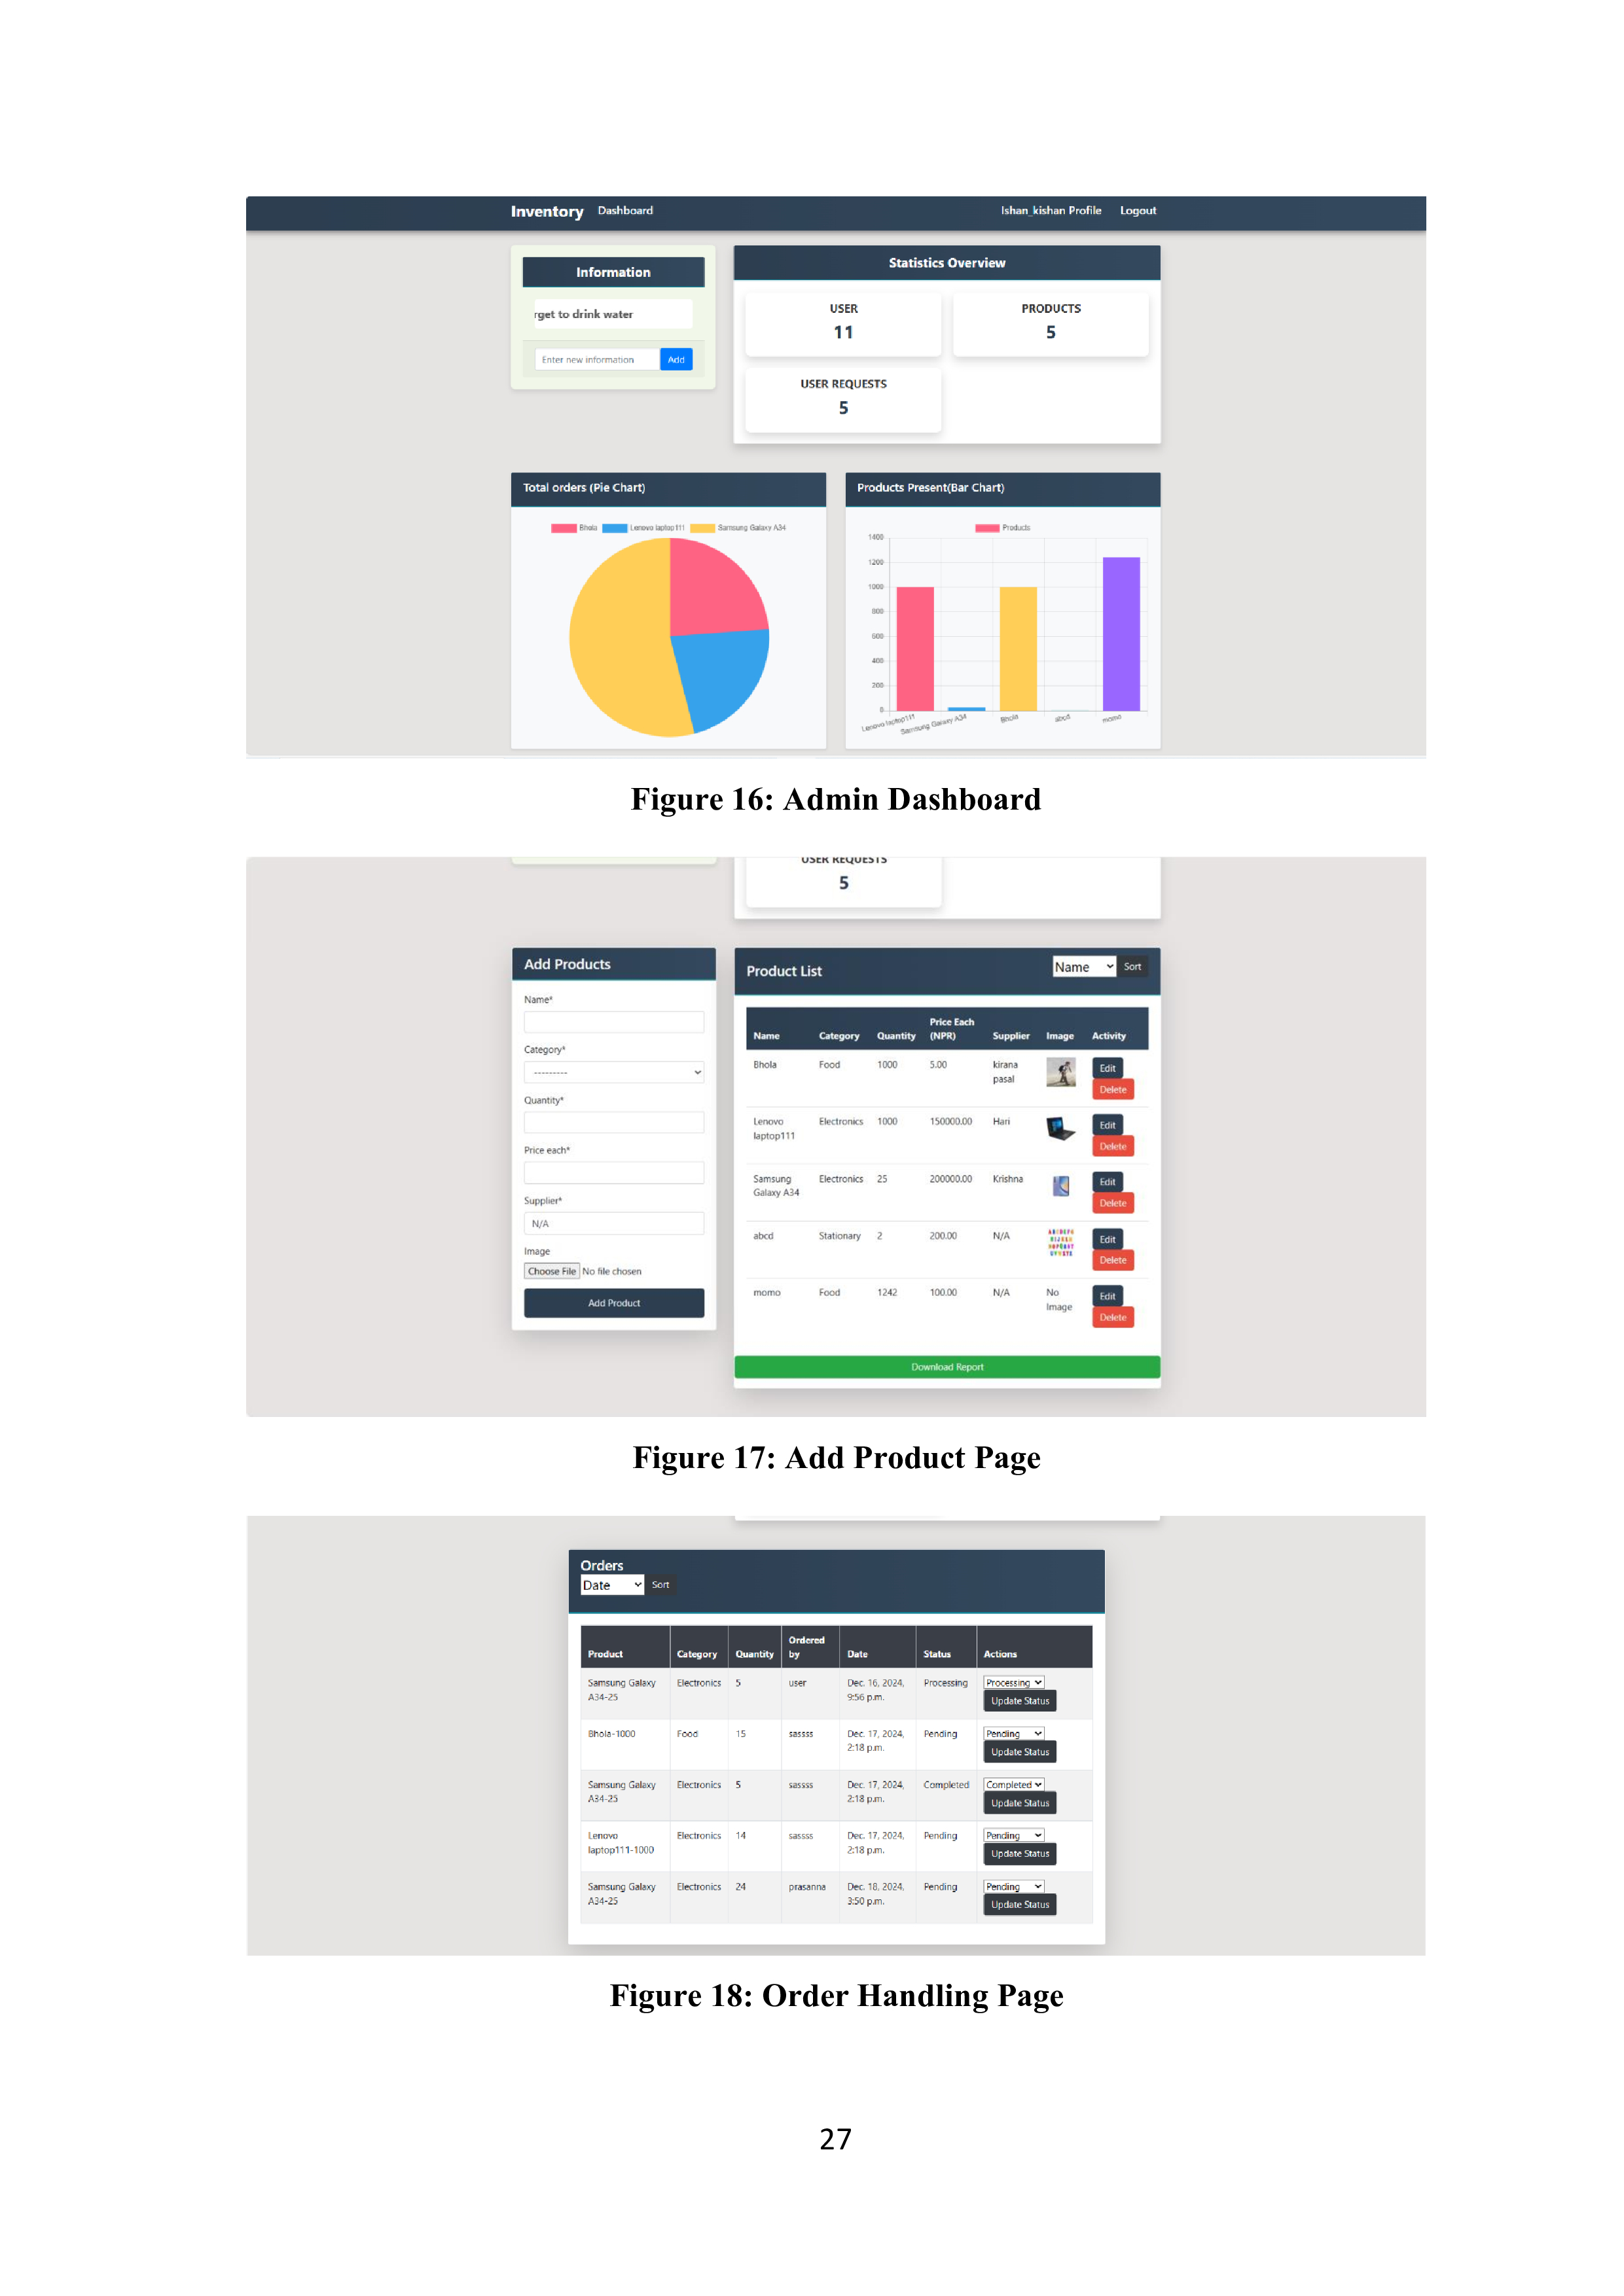 Inventory Dashboard Ishan_kishan Profile Logout
Information
rget to drink water
Enter new information Add
Statistics Overview
USER
11
PRODUCTS
5
USER REQUESTS
5
Total orders (Pie Chart)
Bhola Lenovo laptop111 Samsung Galaxy A34
Products Present(Bar Chart)
Products
1400
1200
1000
800
600
400
200
0
Lenovo laptop111 Samsung Galaxy A34 Bhola abcd momo
Figure 16: Admin Dashboard
USER REQUESTS
5
Add Products
Name*
Category*
---------
Quantity*
Price each*
Supplier*
N/A
Image
Choose File No file chosen
Add Product
Product List Name Sort
Name Category Quantity Price Each (NPR) Supplier Image Activity
Bhola Food 1000 5.00 kirana pasal Edit Delete
Lenovo laptop111 Electronics 1000 150000.00 Hari Edit Delete
Samsung Galaxy A34 Electronics 25 200000.00 Krishna Edit Delete
abcd Stationary 2 200.00 N/A Edit Delete
momo Food 1242 100.00 N/A No Image Edit Delete
Download Report
Figure 17: Add Product Page
Orders
Date Sort
Product Category Quantity Ordered by Date Status Actions
Samsung Galaxy A34-25 Electronics 5 user Dec. 16, 2024, 9:56 p.m. Processing Processing Update Status
Bhola-1000 Food 15 sassss Dec. 17, 2024, 2:18 p.m. Pending Pending Update Status
Samsung Galaxy A34-25 Electronics 5 sassss Dec. 17, 2024, 2:18 p.m. Completed Completed Update Status
Lenovo laptop111-1000 Electronics 14 sassss Dec. 17, 2024, 2:18 p.m. Pending Pending Update Status
Samsung Galaxy A34-25 Electronics 24 prasanna Dec. 18, 2024, 3:50 p.m. Pending Pending Update Status
Figure 18: Order Handling Page
27